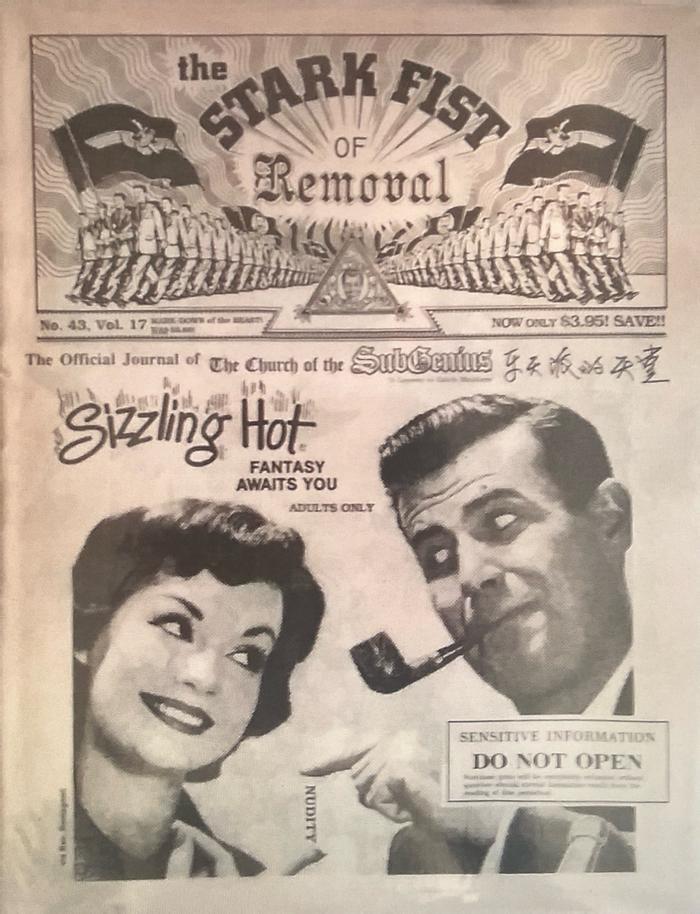 the
STARK FIST
OF
Removal
No. 43, Vol. 17
NOW ONLY $3.95! SAVE!!
The Official Journal of The Church of the SubGenius
Sizzling Hot
FANTASY
AWAITS YOU
ADULTS ONLY
SENSITIVE INFORMATION
DO NOT OPEN
NUDITY